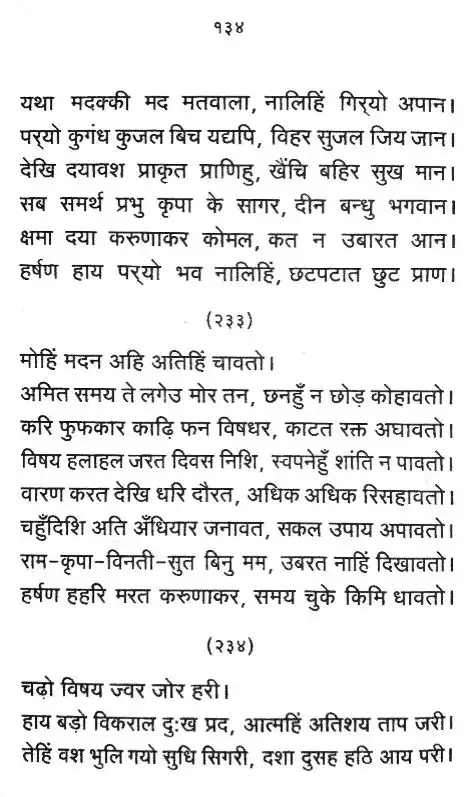 १३४
यथा मदक्की मद मतवाला, नालिहिं गिर्‌यो अपान।
पर्‌यो कुगंध कुजल बिच यद्यपि, विहर सुजल जिय जान।
देखि दयावश प्राकृत प्राणिहु, खैंचि बहिर सुख मान।
सब समर्थ प्रभु कृपा के सागर, दीन बन्धु भगवान।
क्षमा दया करुणाकर कोमल, कत न उबारत आन।
हर्षण हाय पर्‌यो भव नालिहिं, छटपटात छुट प्राण।
(२३३)
मोहिं मदन अहि अतिहिं चावतो।
अमित समय ते लगेउ मोर तन, छनहुँ न छोड़ कोहावतो।
करि फुफकार काढ़ि फन विषधर, काटत रक्त अघावतो।
विषय हलाहल जरत दिवस निशि, स्वपनेहुँ शांति न पावतो।
वारण करत देखि धरि दौरत, अधिक अधिक रिसहावतो।
चहुँदिशि अति अँधियार जनावत, सकल उपाय अपावतो।
राम-कृपा-विनती-सुत बिनु मम, उबरत नाहिं दिखावतो।
हर्षण हहरि मरत करुणाकर, समय चुके किमि धावतो।
(२३४)
चढ़ो विषय ज्वर जोर हरी।
हाय बड़ो विकराल दुःख प्रद, आत्महिं अतिशय ताप जरी।
तेहिं वश भुलि गयो सुधि सिगरी, दशा दुसह हठि आय परी।